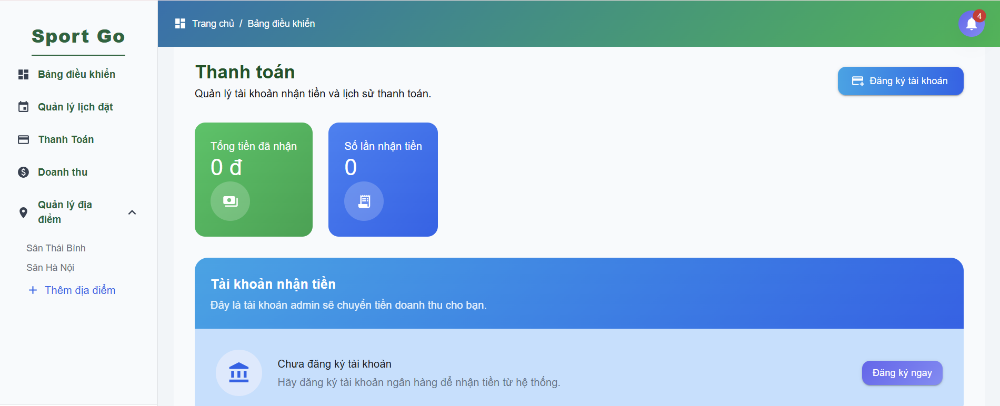 Sport Go
Bảng điều khiển
Quản lý lịch đặt
Thanh Toán
Doanh thu
Quản lý địa
điểm
Sân Thái Bình
Sân Hà Nội
+ Thêm địa điểm
Trang chủ / Bảng điều khiển
4
Thanh toán
Quản lý tài khoản nhận tiền và lịch sử thanh toán.
Đăng ký tài khoản
Tổng tiền đã nhận
0 đ
Số lần nhận tiền
0
Tài khoản nhận tiền
Đây là tài khoản admin sẽ chuyển tiền doanh thu cho bạn.
Chưa đăng ký tài khoản
Hãy đăng ký tài khoản ngân hàng để nhận tiền từ hệ thống.
Đăng ký ngay